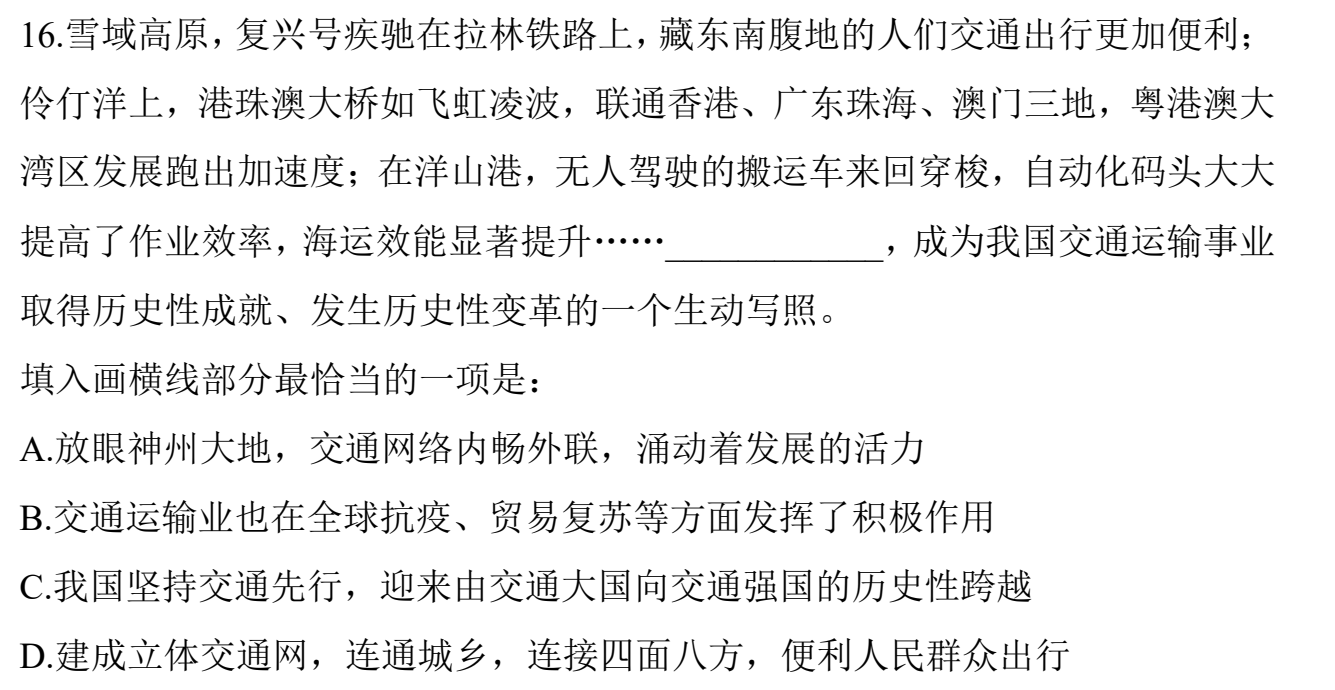 16.雪域高原，复兴号疾驰在拉林铁路上，藏东南腹地的人们交通出行更加便利；
伶仃洋上，港珠澳大桥如飞虹凌波，联通香港、广东珠海、澳门三地，粤港澳大
湾区发展跑出加速度；在洋山港，无人驾驶的搬运车来回穿梭，自动化码头大大
提高了作业效率，海运效能显著提升……____________，成为我国交通运输事业
取得历史性成就、发生历史性变革的一个生动写照。
填入画横线部分最恰当的一项是：
A.放眼神州大地，交通网络内畅外联，涌动着发展的活力
B.交通运输业也在全球抗疫、贸易复苏等方面发挥了积极作用
C.我国坚持交通先行，迎来由交通大国向交通强国的历史性跨越
D.建成立体交通网，连通城乡，连接四面八方，便利人民群众出行